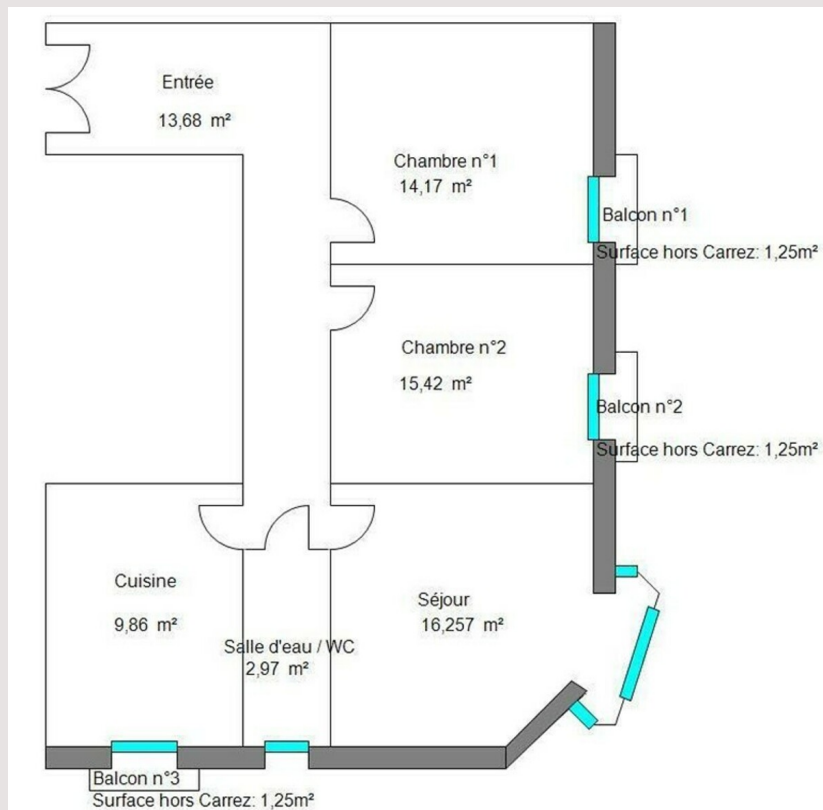 Entrée
13,68 m²
Chambre n°1
14,17 m²
Balcon n°1
Surface hors Carrez: 1,25m²
Chambre n°2
15,42 m²
Balcon n°2
Surface hors Carrez: 1,25m²
Cuisine
9,86 m²
Séjour
16,257 m²
Salle d'eau / WC
2,97 m²
Balcon n°3
Surface hors Carrez: 1,25m²